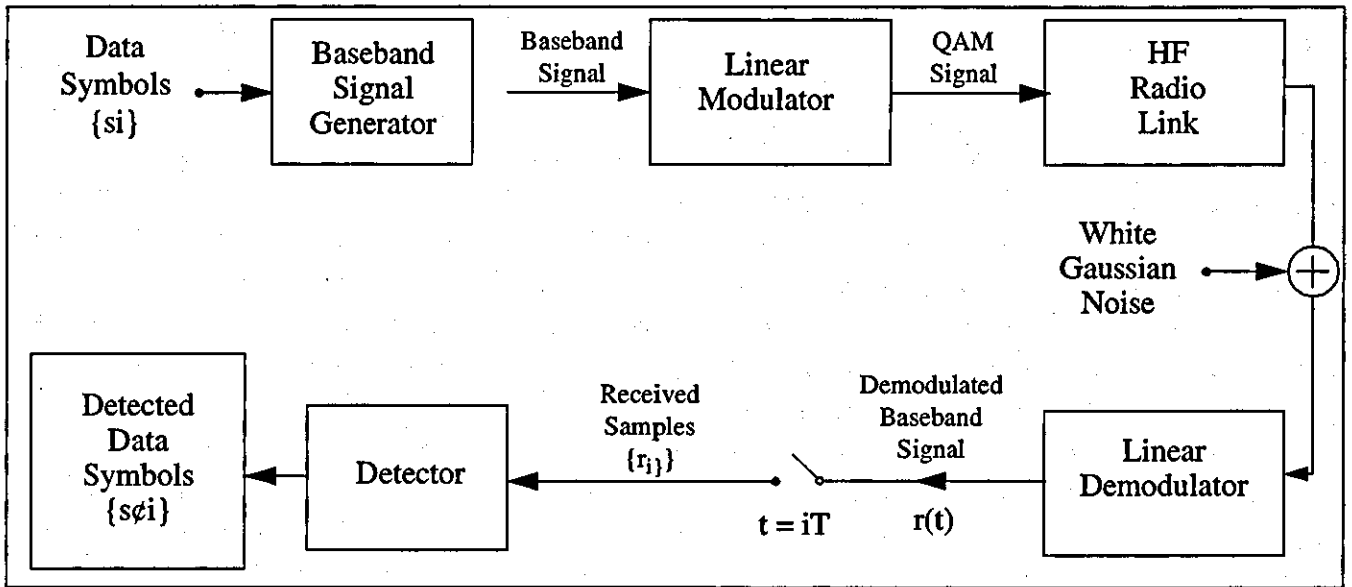 Data
Symbols
{si}
Baseband
Signal
Generator
Baseband
Signal
Linear
Modulator
QAM
Signal
HF
Radio
Link
White
Gaussian
Noise
Linear
Demodulator
Demodulated
Baseband
Signal
r(t)
t = iT
Received
Samples
{ri}}
Detector
Detected
Data
Symbols
{s¢i}